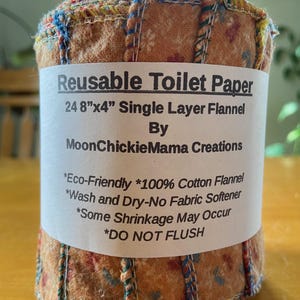 Reusable Toilet Paper
24 8”x4” Single Layer Flannel
By
MoonChickieMama Creations
*Eco-Friendly *100% Cotton Flannel
*Wash and Dry-No Fabric Softener
*Some Shrinkage May Occur
*DO NOT FLUSH